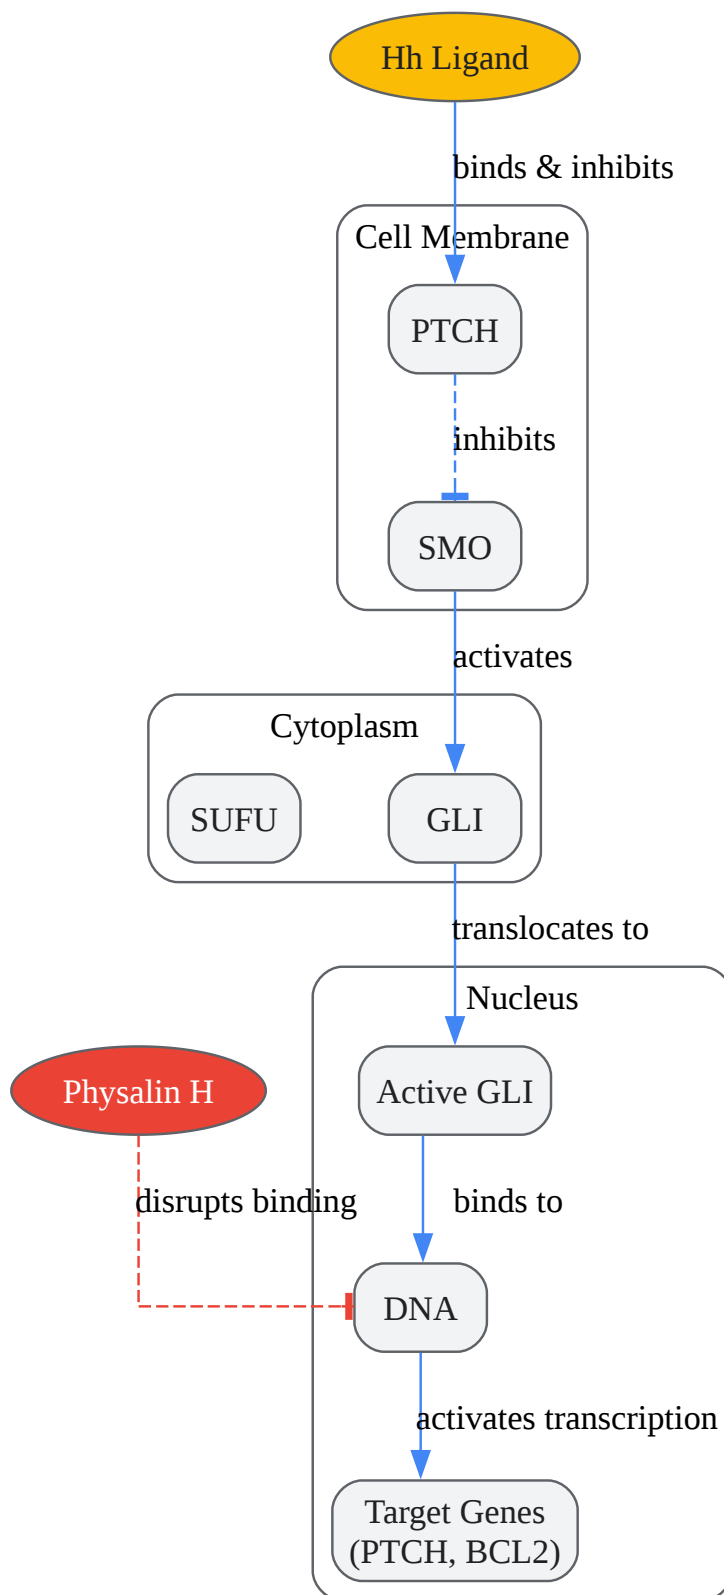 Hh Ligand
binds & inhibits
Cell Membrane
PTCH
inhibits
SMO
activates
Cytoplasm
SUFU
GLI
translocates to
Nucleus
Physalin H
Active GLI
disrupts binding
binds to
DNA
activates transcription
Target Genes
(PTCH, BCL2)